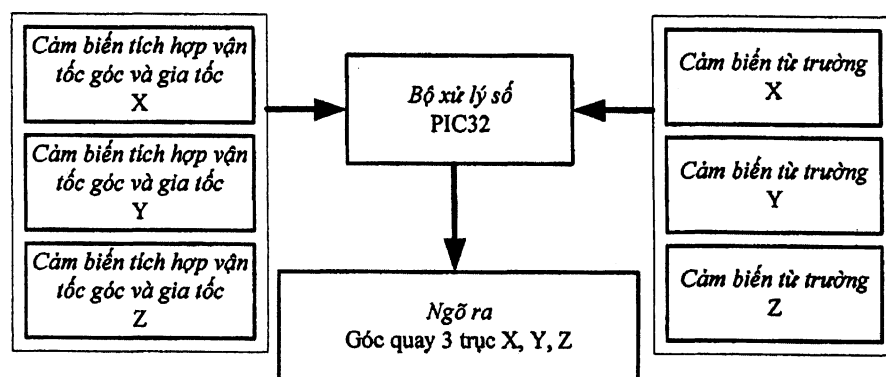 Cảm biến tích hợp vận
tốc góc và gia tốc
X
Cảm biến tích hợp vận
tốc góc và gia tốc
Y
Cảm biến tích hợp vận
tốc góc và gia tốc
Z
Bộ xử lý số
PIC32
Ngõ ra
Góc quay 3 trục X, Y, Z
Cảm biến từ trường
X
Cảm biến từ trường
Y
Cảm biến từ trường
Z